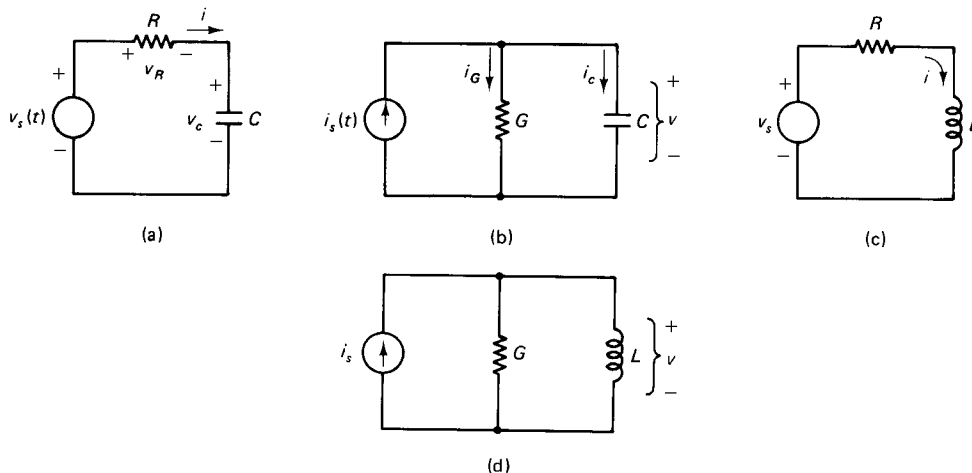 R i
+ v_R −
+ v_s(t) −
+ v_c −
C
(a)
i_s(t)
i_G
G
i_c
C
+ v −
(b)
R
+ v_s −
i
(c)
i_s
G
L
+ v −
(d)